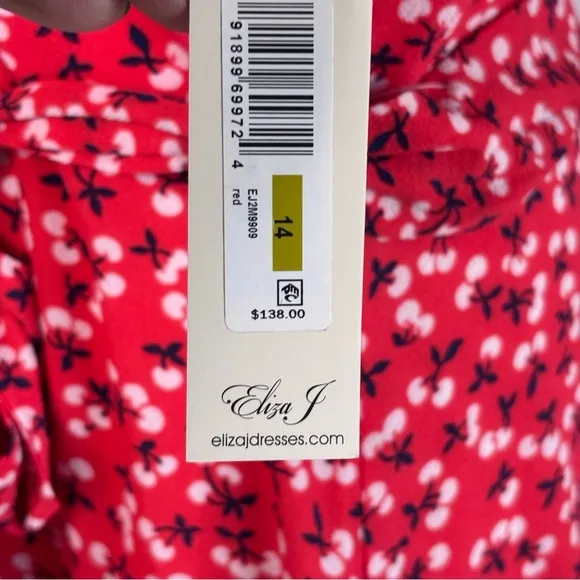 91899 69972 4
EJ2M9909
red
14
$138.00
Eliza J
elizajdresses.com